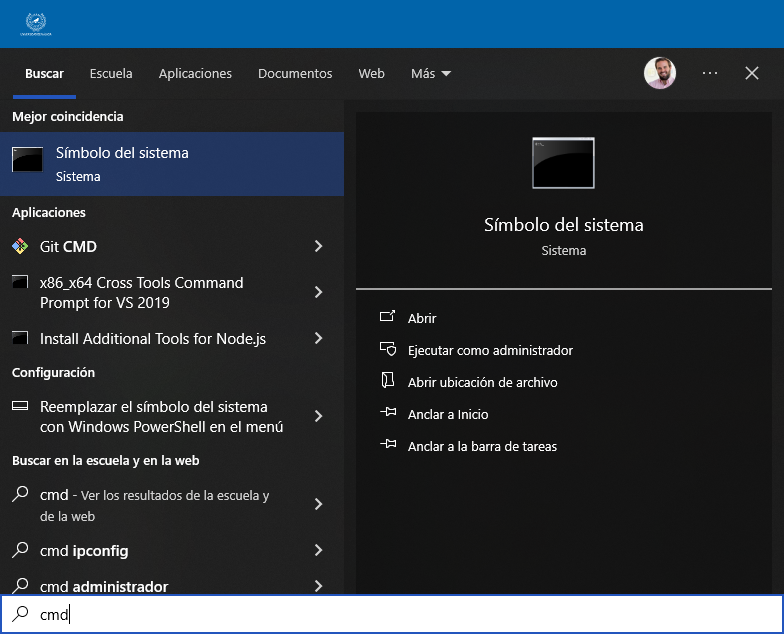 Buscar Escuela Aplicaciones Documentos Web Más
Mejor coincidencia
Símbolo del sistema
Sistema
Aplicaciones
Git CMD
x86_x64 Cross Tools Command
Prompt for VS 2019
Install Additional Tools for Node.js
Configuración
Reemplazar el símbolo del sistema
con Windows PowerShell en el menú
Buscar en la escuela y en la web
cmd - Ver los resultados de la escuela y
de la web
cmd ipconfig
cmd administrador
Símbolo del sistema
Sistema
Abrir
Ejecutar como administrador
Abrir ubicación de archivo
Anclar a Inicio
Anclar a la barra de tareas
cmd